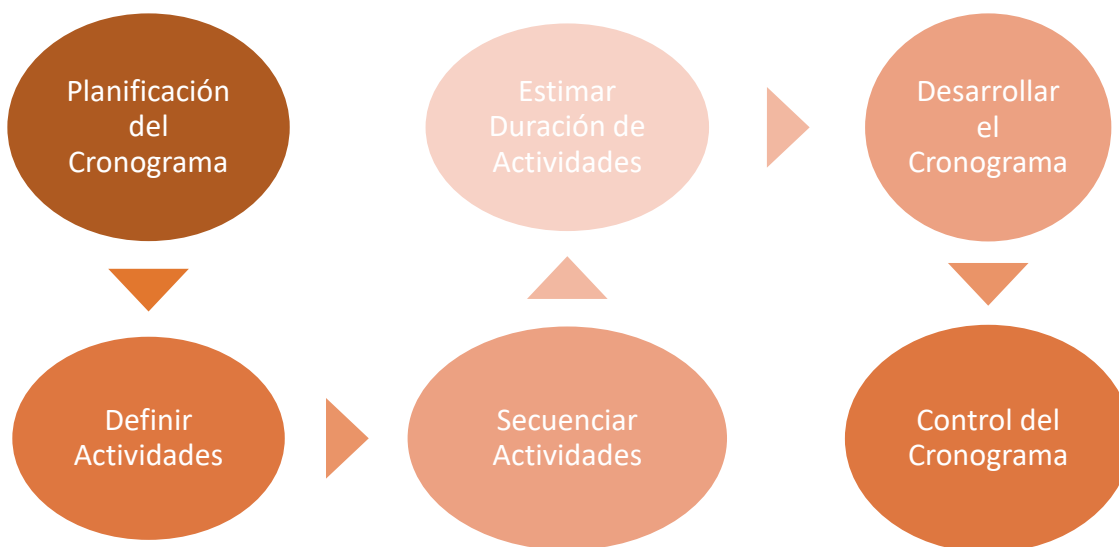 Planificación
del
Cronograma
Definir
Actividades
Secuenciar
Actividades
Estimar
Duración de
Actividades
Desarrollar
el
Cronograma
Control del
Cronograma